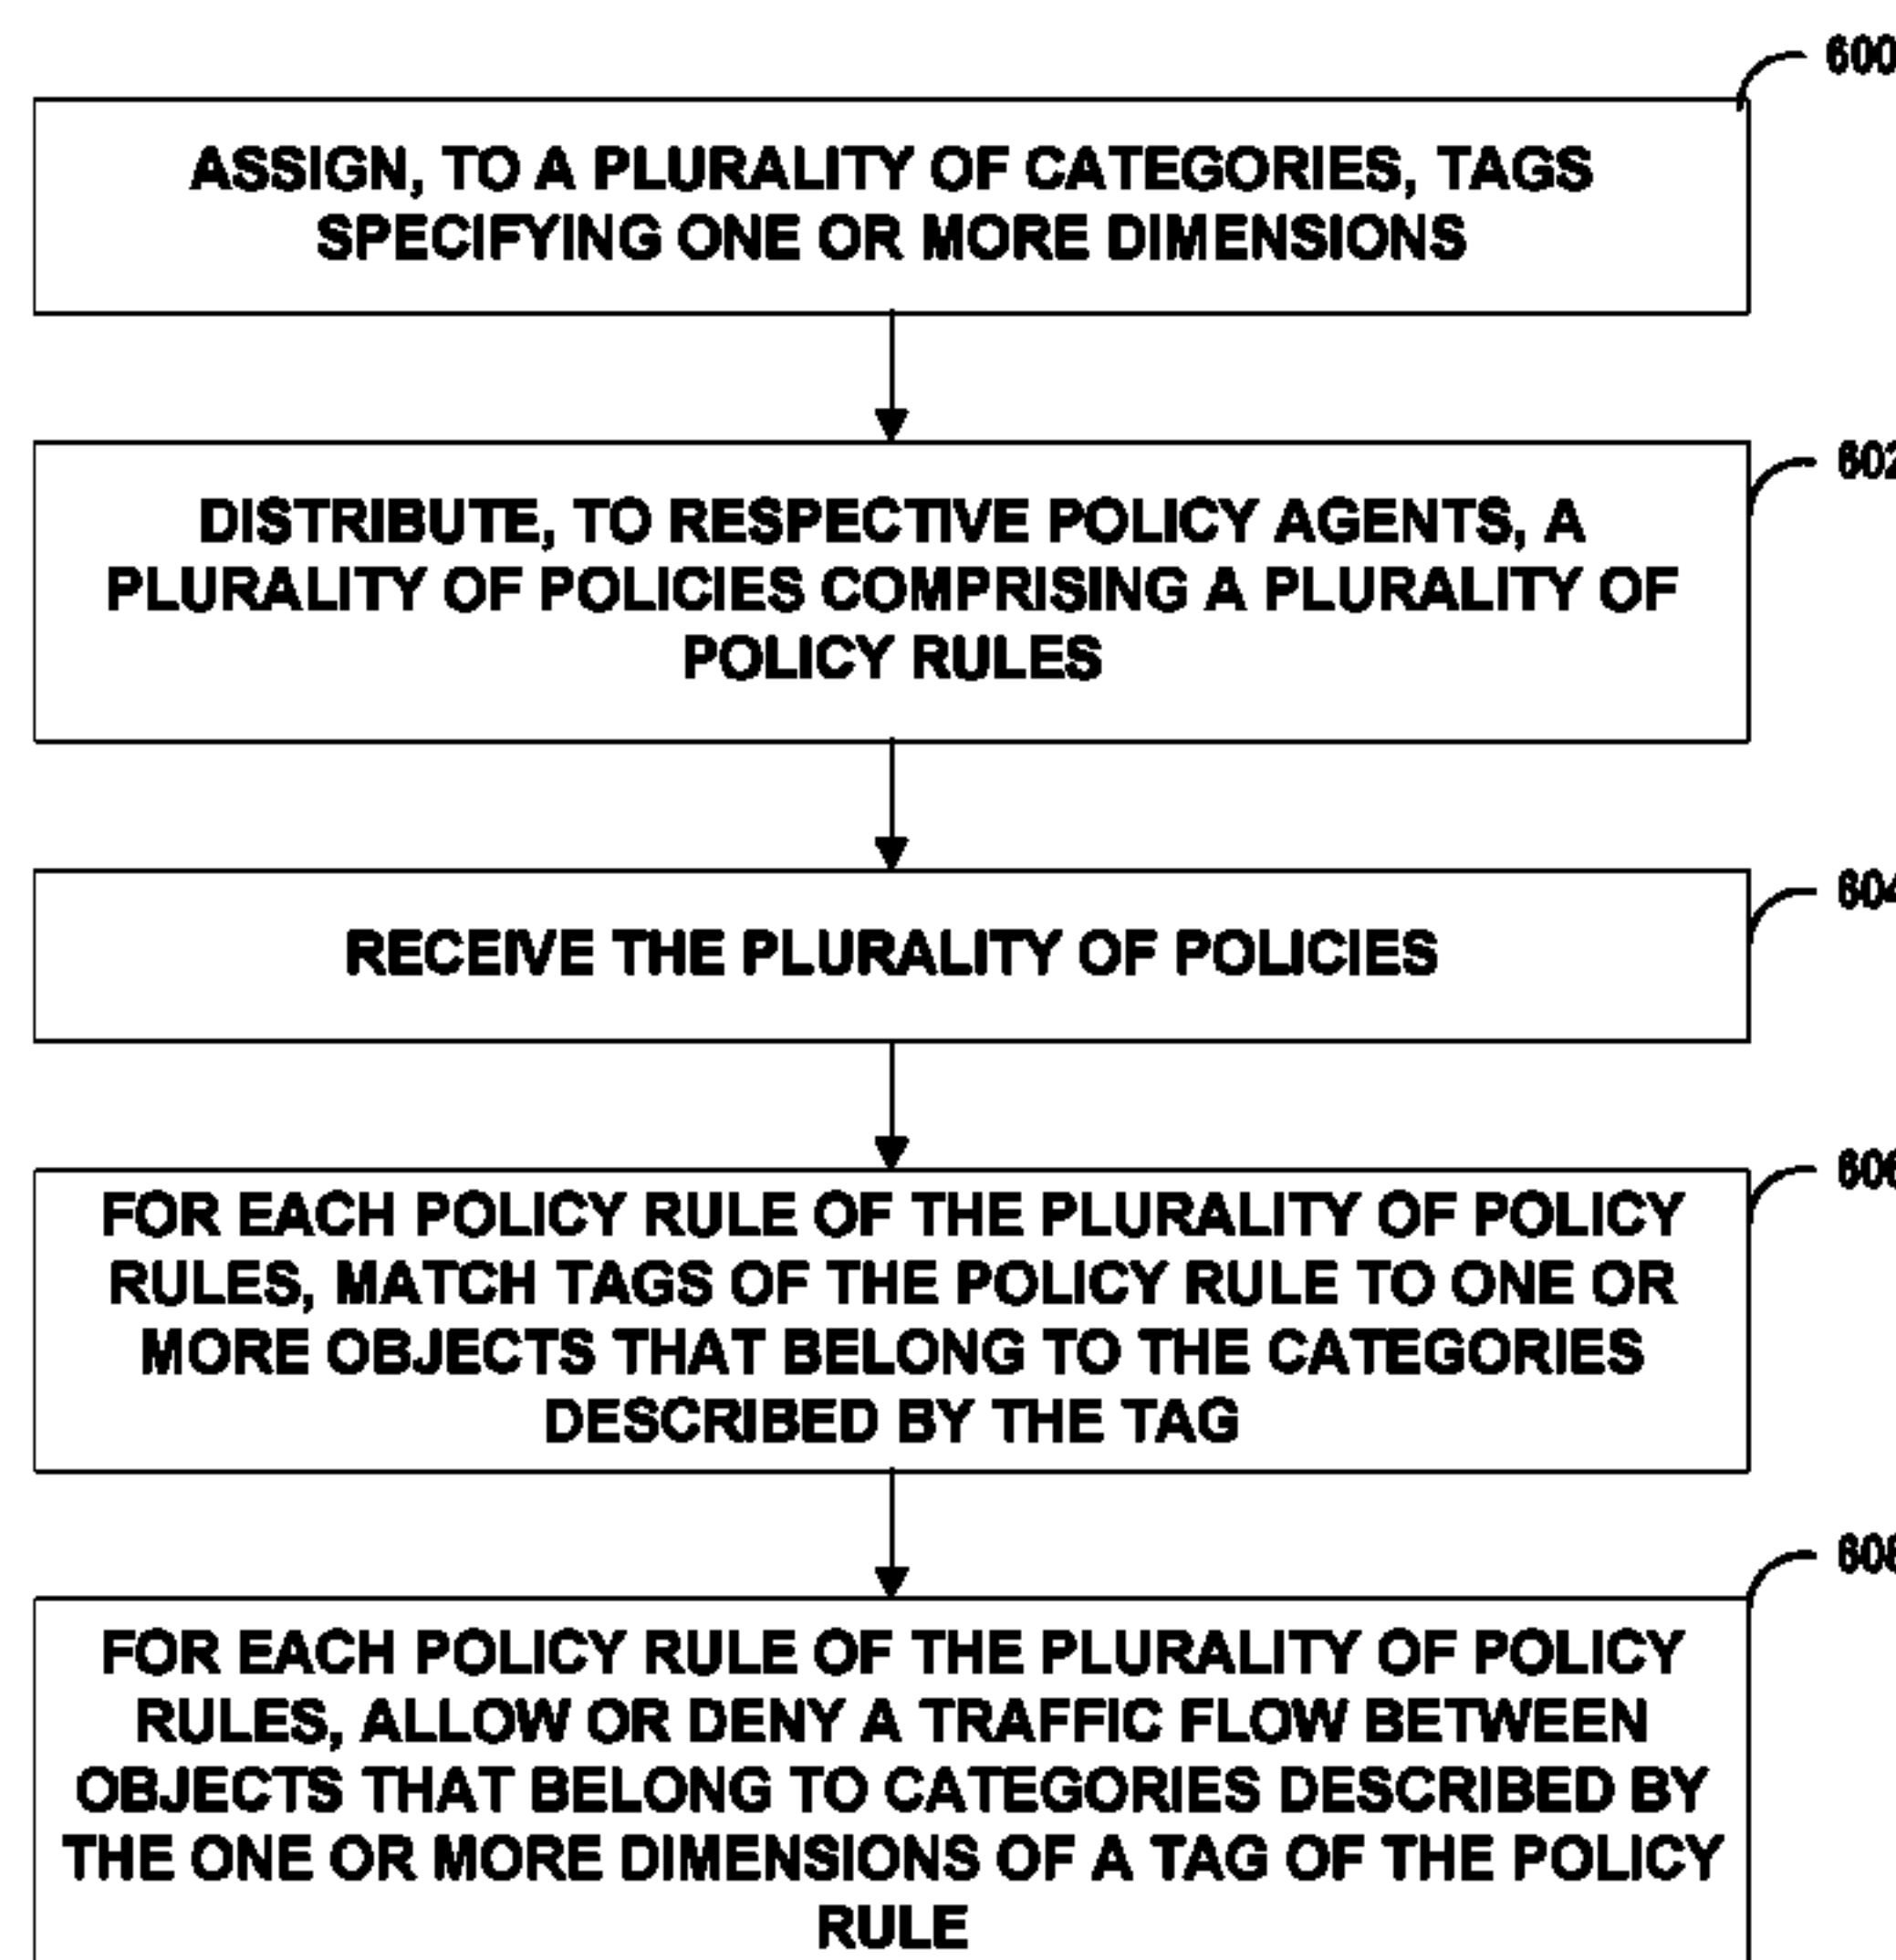 600
ASSIGN, TO A PLURALITY OF CATEGORIES, TAGS
SPECIFYING ONE OR MORE DIMENSIONS
602
DISTRIBUTE, TO RESPECTIVE POLICY AGENTS, A
PLURALITY OF POLICIES COMPRISING A PLURALITY OF
POLICY RULES
604
RECEIVE THE PLURALITY OF POLICIES
606
FOR EACH POLICY RULE OF THE PLURALITY OF POLICY
RULES, MATCH TAGS OF THE POLICY RULE TO ONE OR
MORE OBJECTS THAT BELONG TO THE CATEGORIES
DESCRIBED BY THE TAG
608
FOR EACH POLICY RULE OF THE PLURALITY OF POLICY
RULES, ALLOW OR DENY A TRAFFIC FLOW BETWEEN
OBJECTS THAT BELONG TO CATEGORIES DESCRIBED BY
THE ONE OR MORE DIMENSIONS OF A TAG OF THE POLICY
RULE